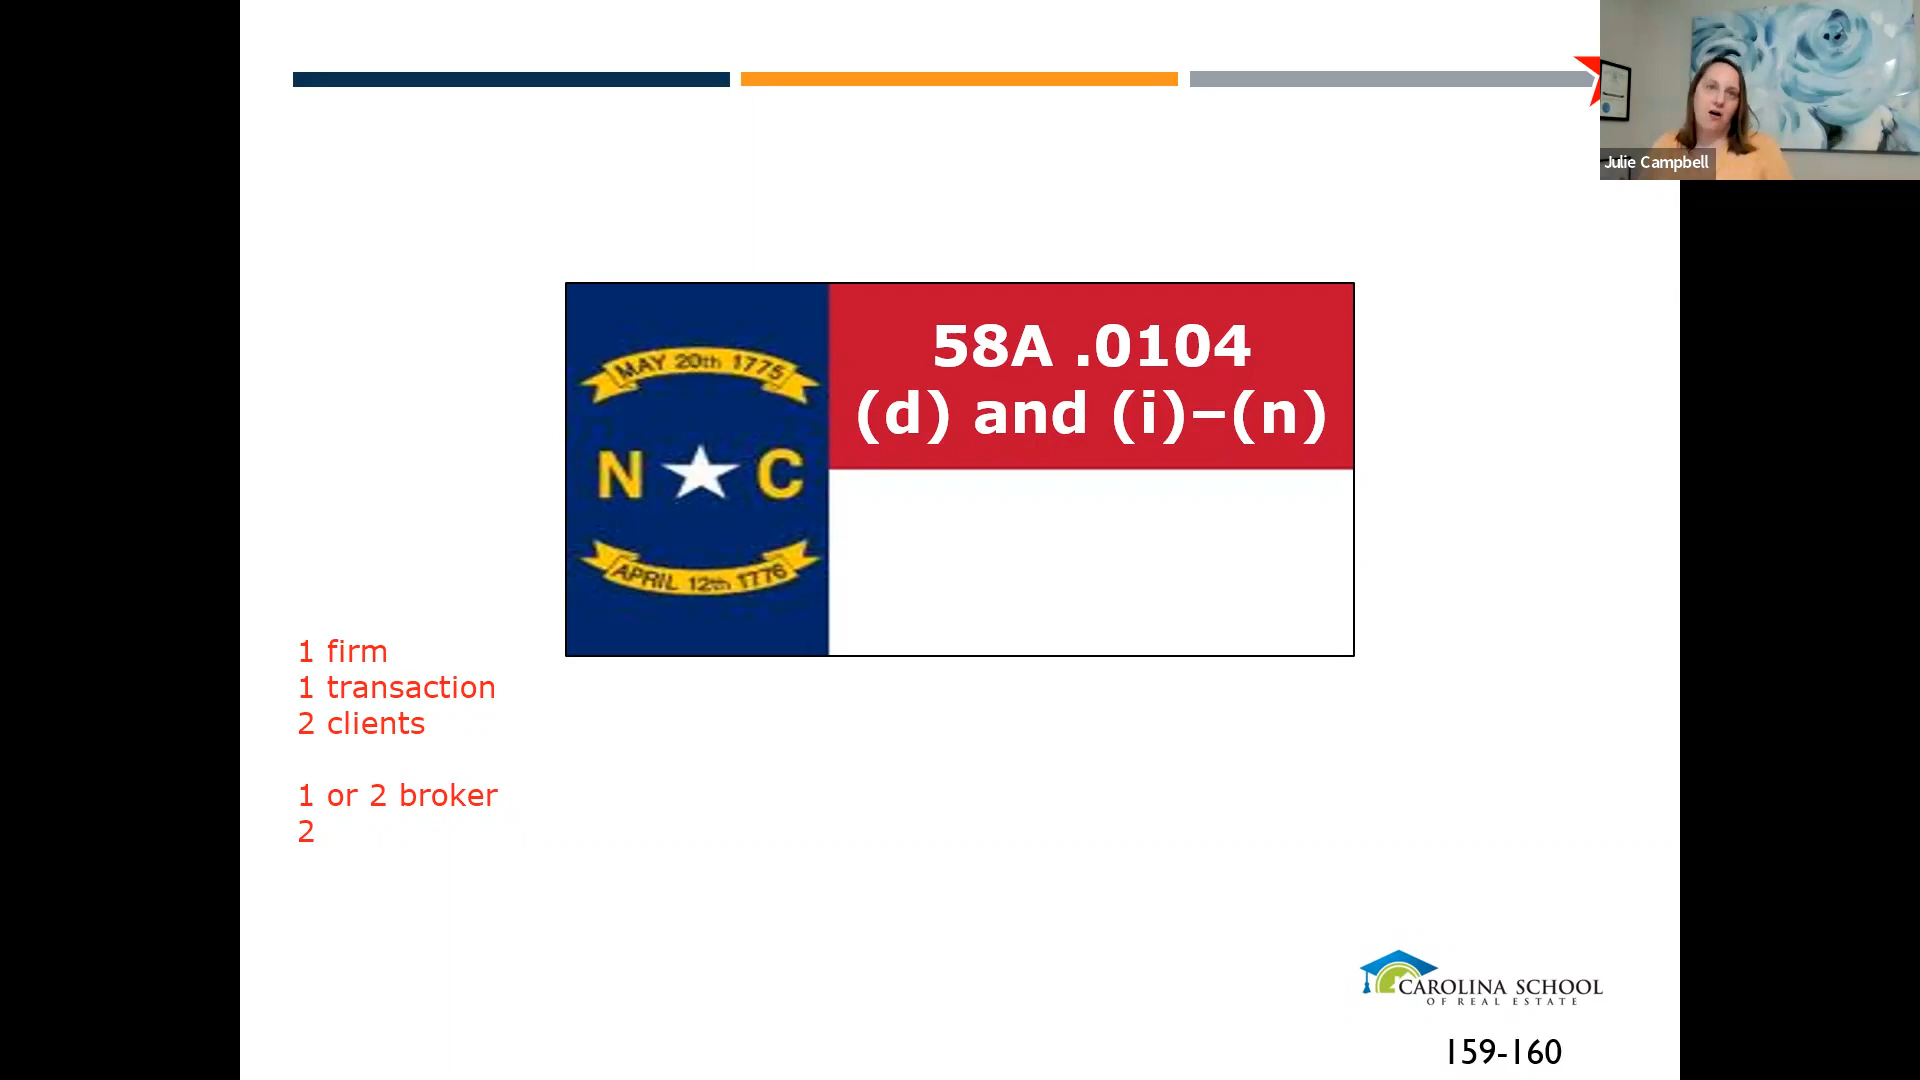 Julie Campbell
58A .0104
(d) and (i)–(n)
MAY 20th 1775
N C
APRIL 12th 1776
1 firm
1 transaction
2 clients
1 or 2 broker
2
CAROLINA SCHOOL
OF REAL ESTATE
159-160